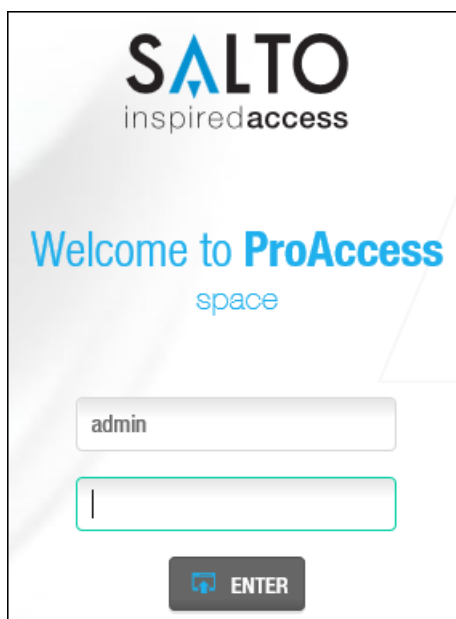 SALTO
inspiredaccess
Welcome to ProAccess
space
admin
ENTER